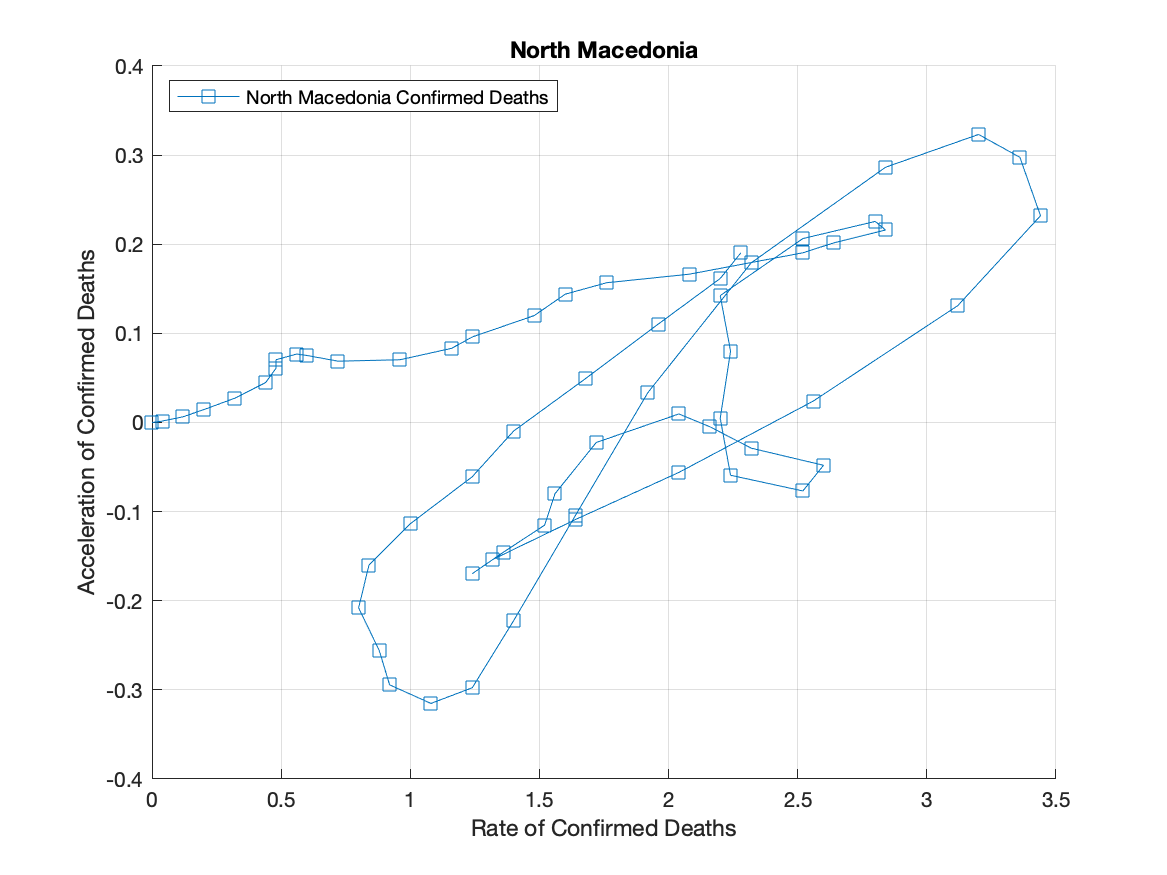 North Macedonia
North Macedonia Confirmed Deaths
Acceleration of Confirmed Deaths
0.4
0.3
0.2
0.1
0
-0.1
-0.2
-0.3
-0.4
0 0.5 1 1.5 2 2.5 3 3.5
Rate of Confirmed Deaths